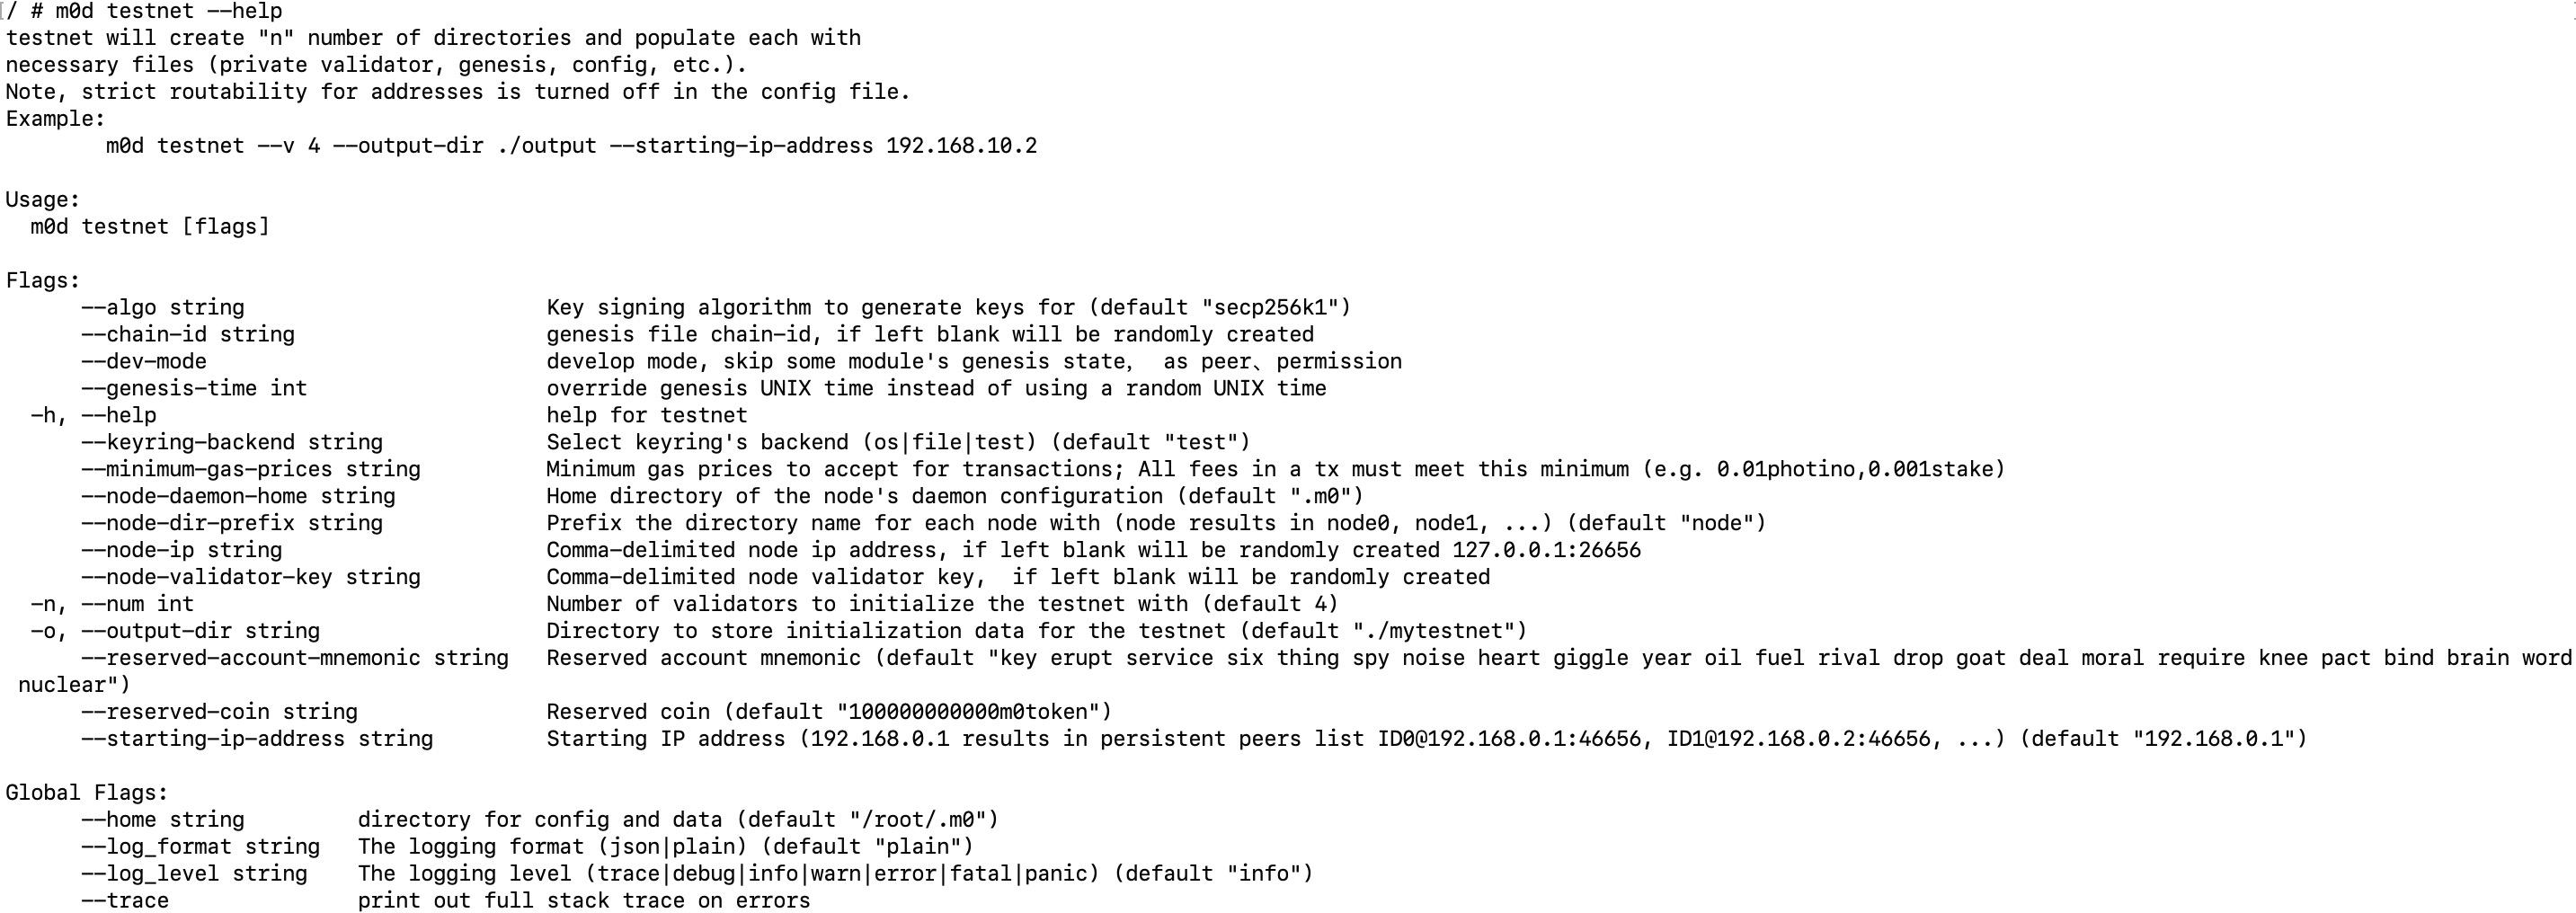 / # m0d testnet --help
testnet will create "n" number of directories and populate each with
necessary files (private validator, genesis, config, etc.).
Note, strict routability for addresses is turned off in the config file.
Example:
        m0d testnet --v 4 --output-dir ./output --starting-ip-address 192.168.10.2

Usage:
  m0d testnet [flags]

Flags:
      --algo string                       Key signing algorithm to generate keys for (default "secp256k1")
      --chain-id string                   genesis file chain-id, if left blank will be randomly created
      --dev-mode                          develop mode, skip some module's genesis state， as peer、permission
      --genesis-time int                  override genesis UNIX time instead of using a random UNIX time
  -h, --help                              help for testnet
      --keyring-backend string            Select keyring's backend (os|file|test) (default "test")
      --minimum-gas-prices string         Minimum gas prices to accept for transactions; All fees in a tx must meet this minimum (e.g. 0.01photino,0.001stake)
      --node-daemon-home string           Home directory of the node's daemon configuration (default ".m0")
      --node-dir-prefix string            Prefix the directory name for each node with (node results in node0, node1, ...) (default "node")
      --node-ip string                    Comma-delimited node ip address, if left blank will be randomly created 127.0.0.1:26656
      --node-validator-key string         Comma-delimited node validator key,  if left blank will be randomly created
  -n, --num int                           Number of validators to initialize the testnet with (default 4)
  -o, --output-dir string                 Directory to store initialization data for the testnet (default "./mytestnet")
      --reserved-account-mnemonic string   Reserved account mnemonic (default "key erupt service six thing spy noise heart giggle year oil fuel rival drop goat deal moral require knee pact bind brain word
 nuclear")
      --reserved-coin string              Reserved coin (default "100000000000m0token")
      --starting-ip-address string        Starting IP address (192.168.0.1 results in persistent peers list ID0@192.168.0.1:46656, ID1@192.168.0.2:46656, ...) (default "192.168.0.1")

Global Flags:
      --home string         directory for config and data (default "/root/.m0")
      --log_format string   The logging format (json|plain) (default "plain")
      --log_level string    The logging level (trace|debug|info|warn|error|fatal|panic) (default "info")
      --trace               print out full stack trace on errors